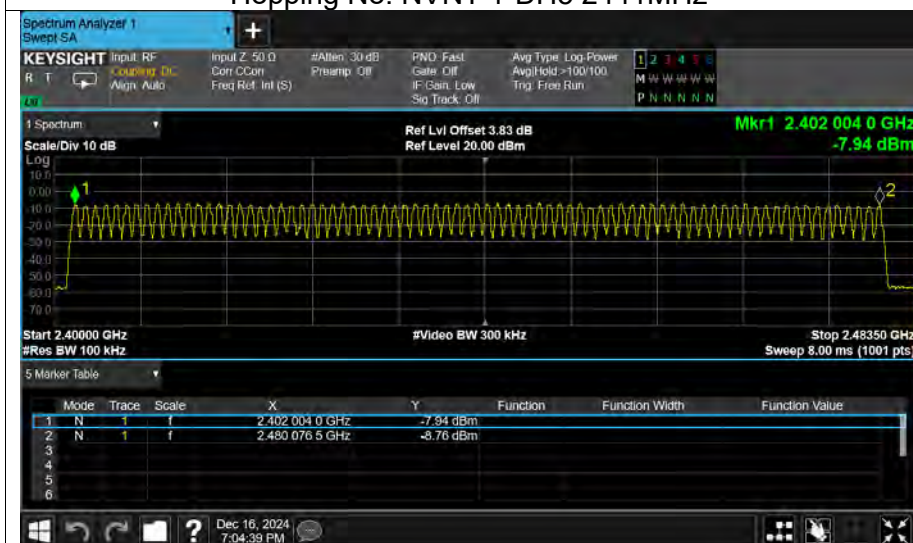 Hopping No. NVNT 1-DH5 2441MHz
Spectrum Analyzer 1
Swept SA
+
KEYSIGHT Input: RF Input Z: 50 Ω #Atten: 30 dB PNO: Fast Avg Type: Log-Power 1 2 3 4 5 6
R T Coupling: DC Corr CCorr Preamp: Off Gate: Off Avg|Hold:>100/100 M W W W W W
Align: Auto Freq Ref: Int (S) IF Gain: Low Trig: Free Run
Sig Track: Off P N N N N N
1 Spectrum
Ref Lvl Offset 3.83 dB Mkr1 2.402 004 0 GHz
Scale/Div 10 dB Ref Level 20.00 dBm -7.94 dBm
Log
10.0
0.00 1 2
-10.0
-20.0
-30.0
-40.0
-50.0
-60.0
-70.0
Start 2.40000 GHz #Video BW 300 kHz Stop 2.48350 GHz
#Res BW 100 kHz Sweep 8.00 ms (1001 pts)
5 Marker Table
Mode Trace Scale X Y Function Function Width Function Value
1 N 1 f 2.402 004 0 GHz -7.94 dBm
2 N 1 f 2.480 076 5 GHz -8.76 dBm
3
4
5
6
? Dec 16, 2024
7:04:39 PM